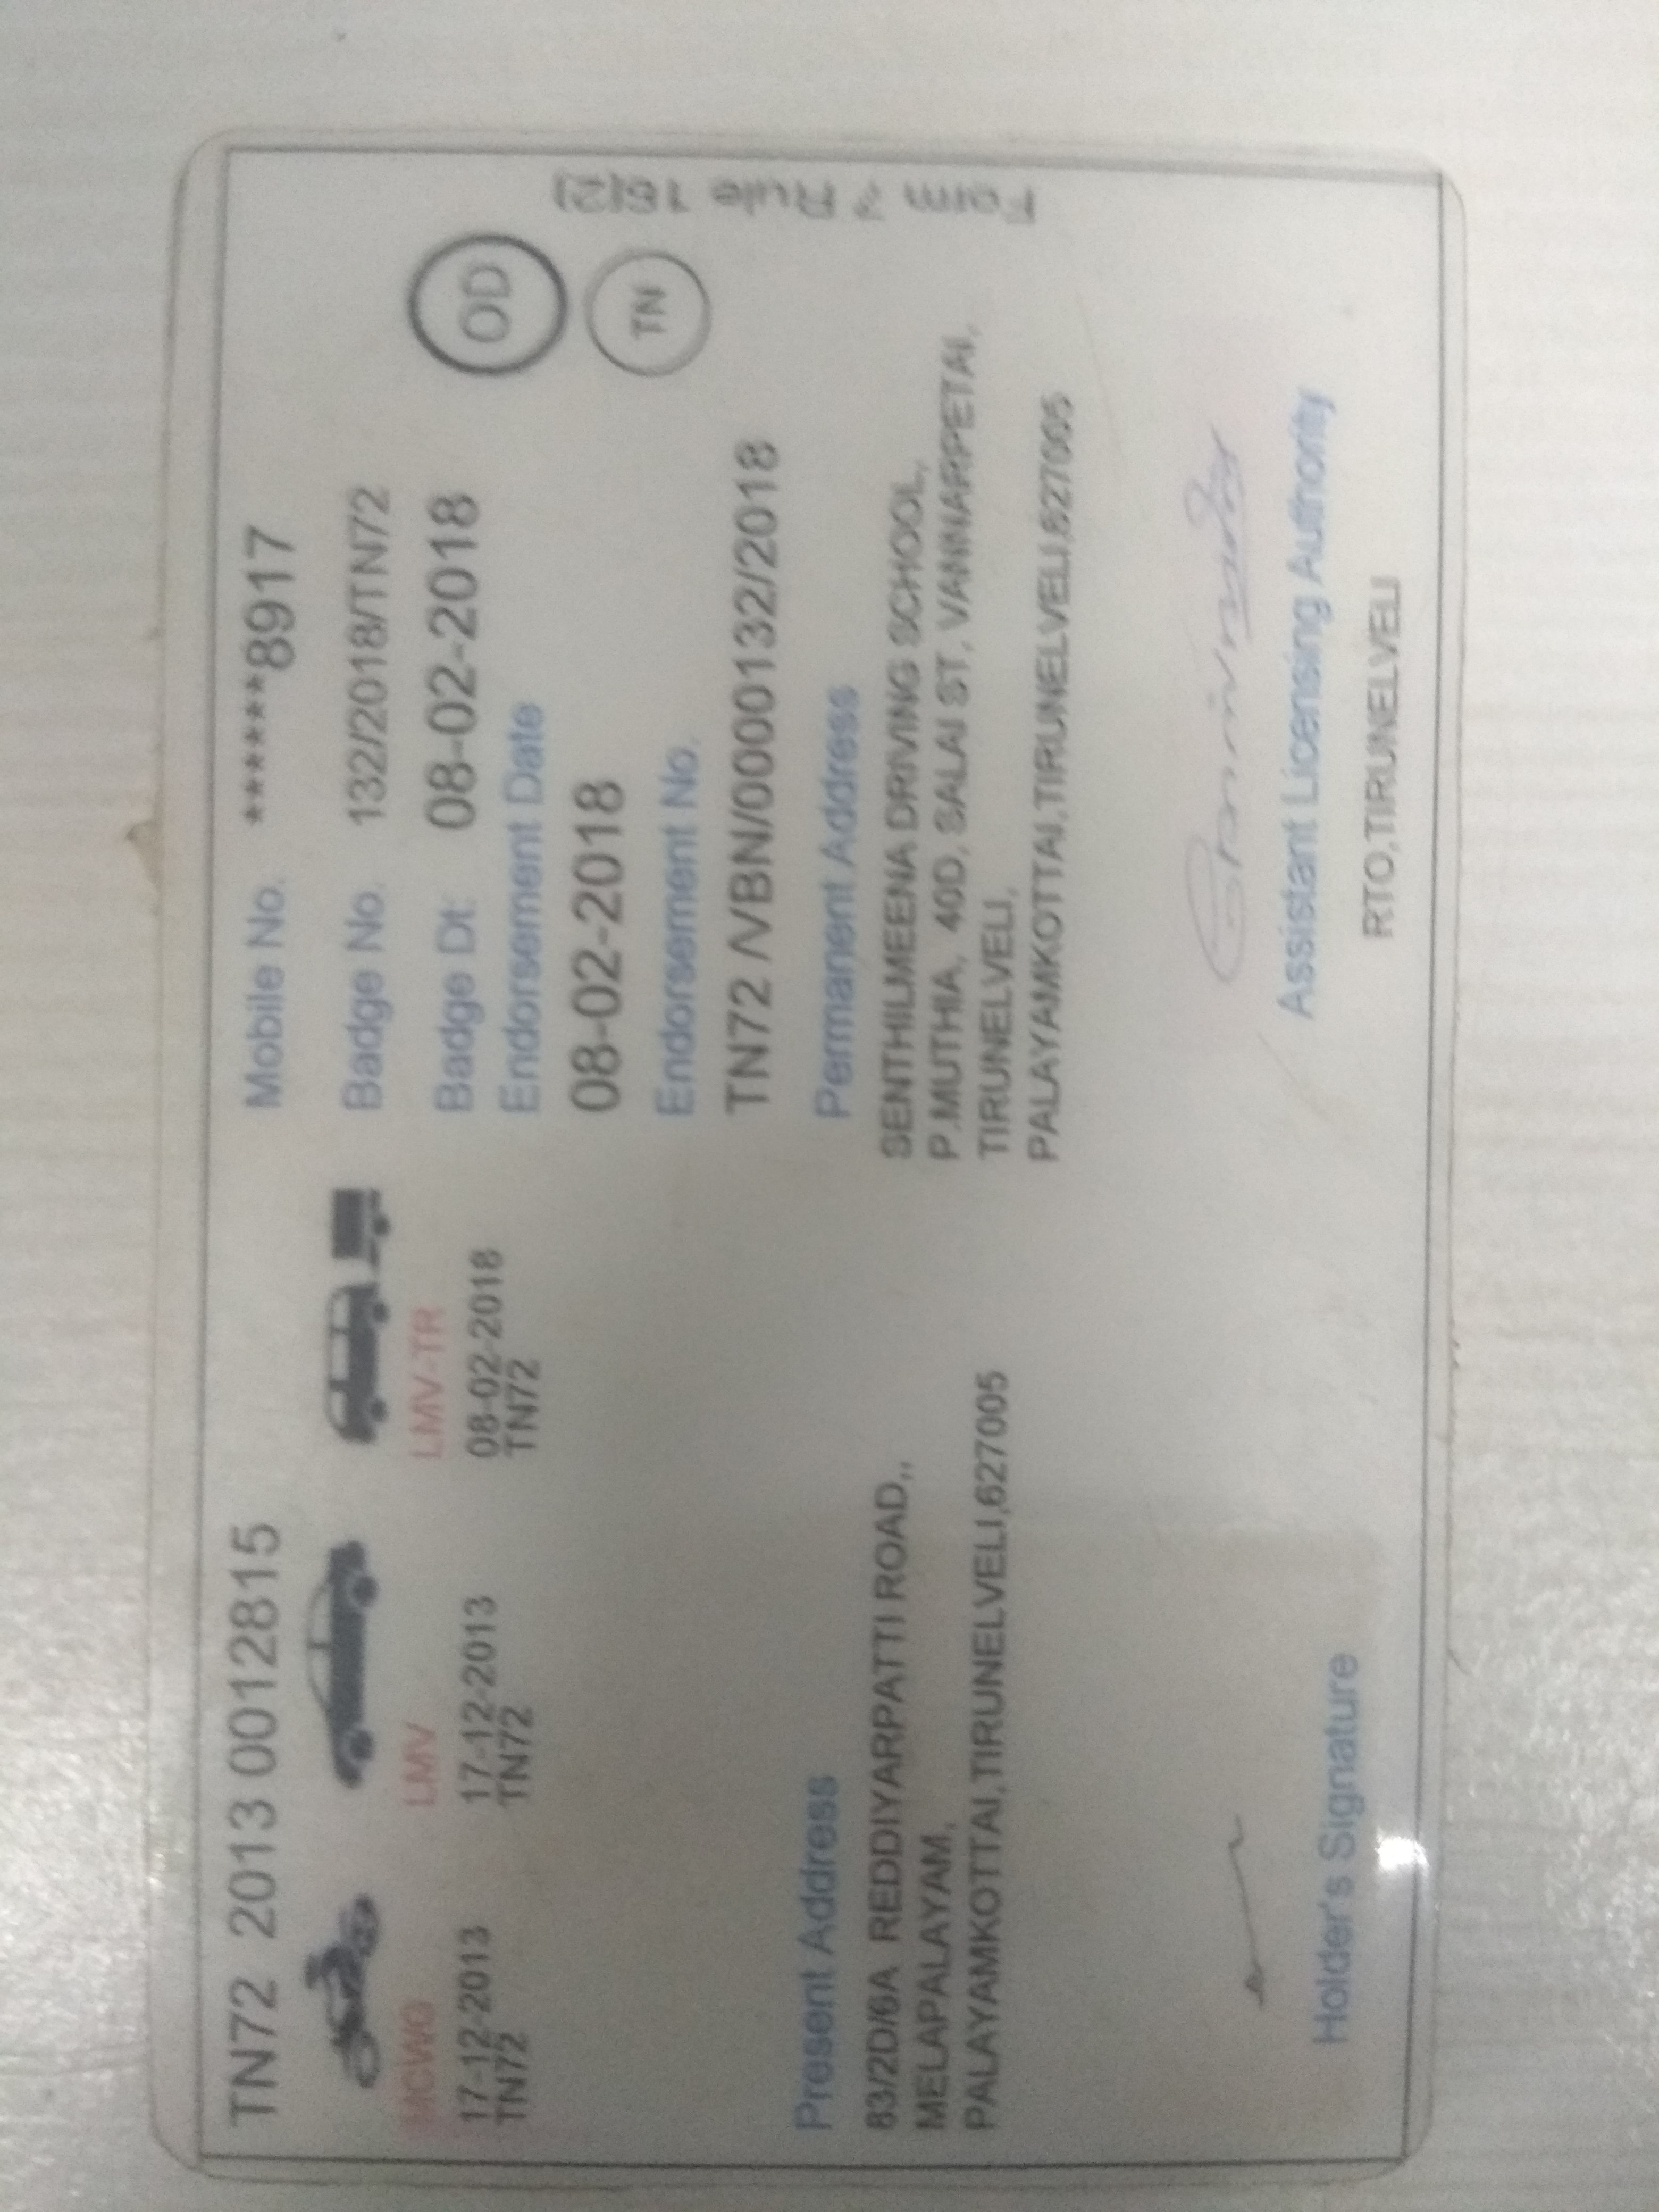 TN72 2013 0012815
Mobile No. ******8917
Badge No. 132/2018/TN72
MCWG LMV LMV-TR
Badge Dt: 08-02-2018
17-12-2013 17-12-2013 08-02-2018
TN72 TN72 TN72
Endorsement Date
08-02-2018
OD
TN
Endorsement No.
TN72 /VBN/0000132/2018
Form 7 Rule 16(2)
Present Address
83/2D/6A REDDIYARPATTI ROAD,,
MELAPALAYAM,
PALAYAMKOTTAI,TIRUNELVELI,627005
Permanent Address
SENTHILMEENA DRIVING SCHOOL,
P.MUTHIA, 40D, SALAI ST, VANNARPETAI,
TIRUNELVELI,
PALAYAMKOTTAI,TIRUNELVELI,627005
Holder's Signature
Assistant Licensing Authority
RTO,TIRUNELVELI